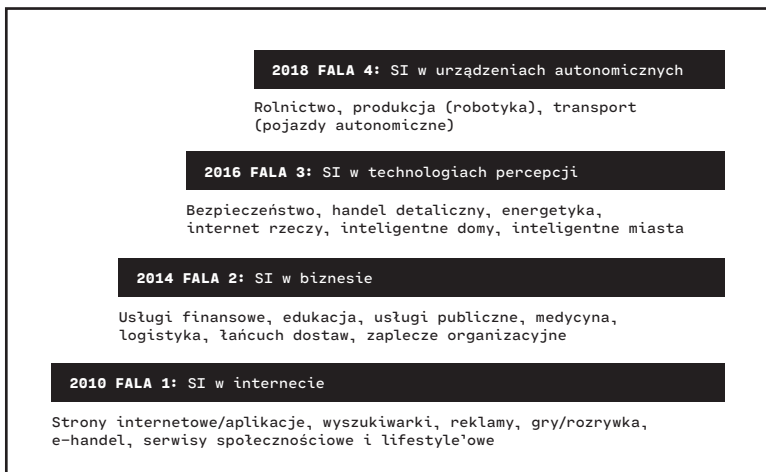 2018 FALA 4: SI w urządzeniach autonomicznych
Rolnictwo, produkcja (robotyka), transport
(pojazdy autonomiczne)
2016 FALA 3: SI w technologiach percepcji
Bezpieczeństwo, handel detaliczny, energetyka,
internet rzeczy, inteligentne domy, inteligentne miasta
2014 FALA 2: SI w biznesie
Usługi finansowe, edukacja, usługi publiczne, medycyna,
logistyka, łańcuch dostaw, zaplecze organizacyjne
2010 FALA 1: SI w internecie
Strony internetowe/aplikacje, wyszukiwarki, reklamy, gry/rozrywka,
e-handel, serwisy społecznościowe i lifestyle'owe